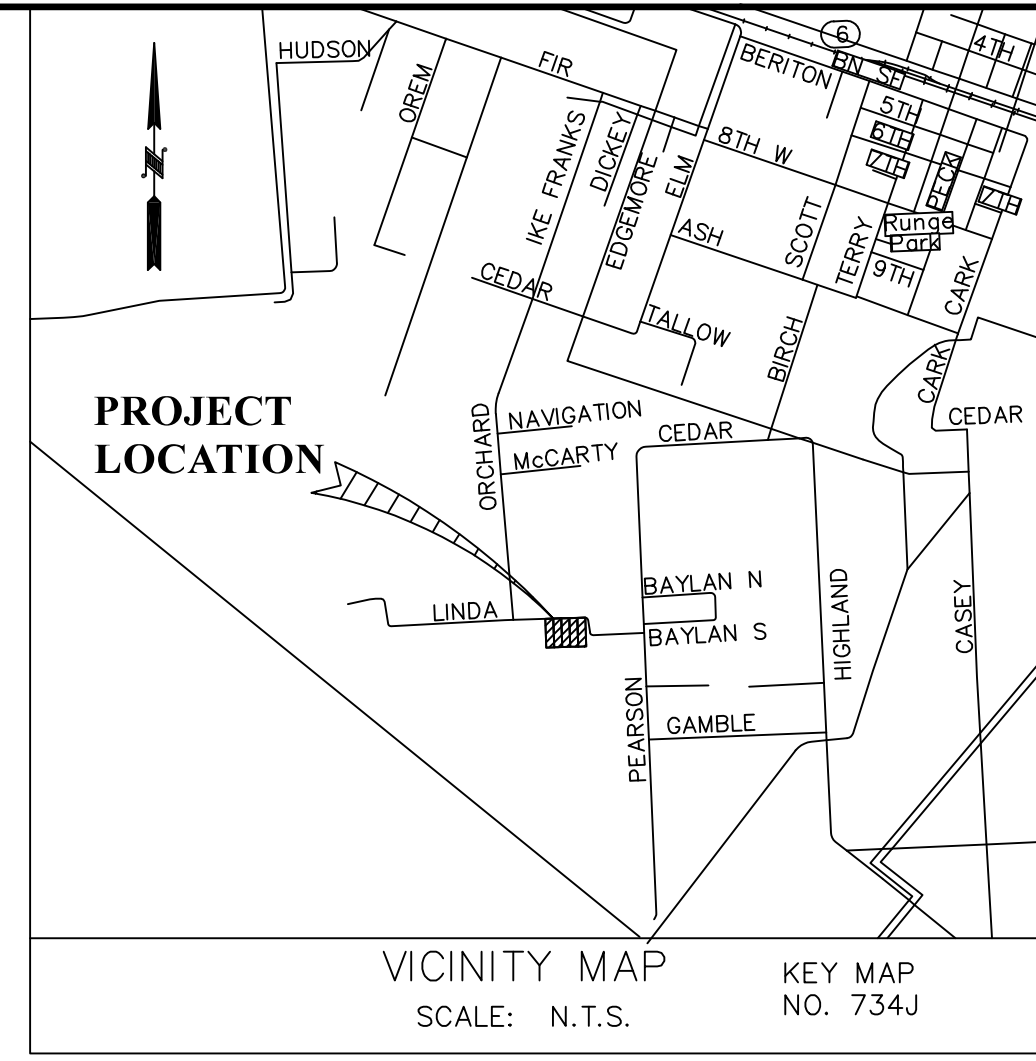 HUDSON
OREM
FIR
IKE FRANKS
DICKEY
EDGEMORE
ELM
BERITON
6
BN SF
4TH
5TH
6TH
7TH
PECK
7TH
8TH W
Runge
Park
ASH
SCOTT
TERRY
9TH
CARK
CEDAR
TALLOW
BIRCH
CARK
CEDAR
PROJECT
LOCATION
ORCHARD
NAVIGATION
McCARTY
CEDAR
LINDA
BAYLAN N
BAYLAN S
HIGHLAND
CASEY
PEARSON
GAMBLE
VICINITY MAP
SCALE: N.T.S.
KEY MAP
NO. 734J